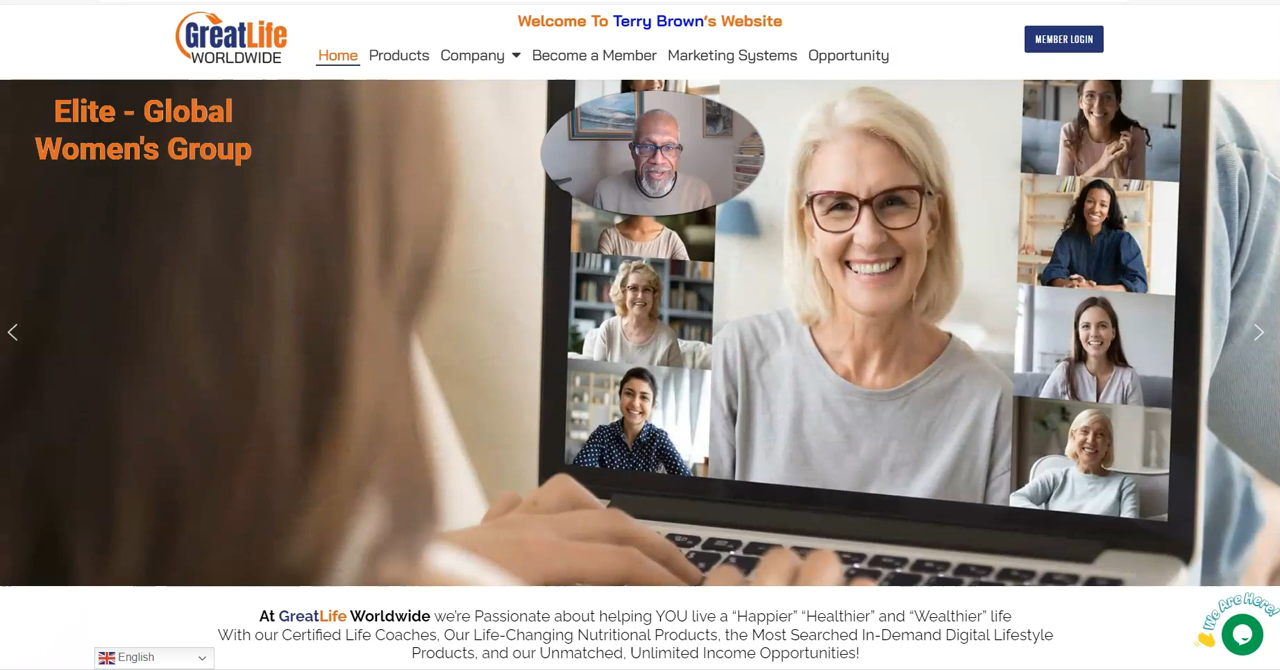 GreatLife
WORLDWIDE
Welcome To Terry Brown's Website
Home Products Company Become a Member Marketing Systems Opportunity
MEMBER LOGIN
Elite - Global
Women's Group
At GreatLife Worldwide we're Passionate about helping YOU live a “Happier” “Healthier” and “Wealthier” life
With our Certified Life Coaches, Our Life-Changing Nutritional Products, the Most Searched In-Demand Digital Lifestyle
Products, and our Unmatched, Unlimited Income Opportunities!
We Are Here!
English